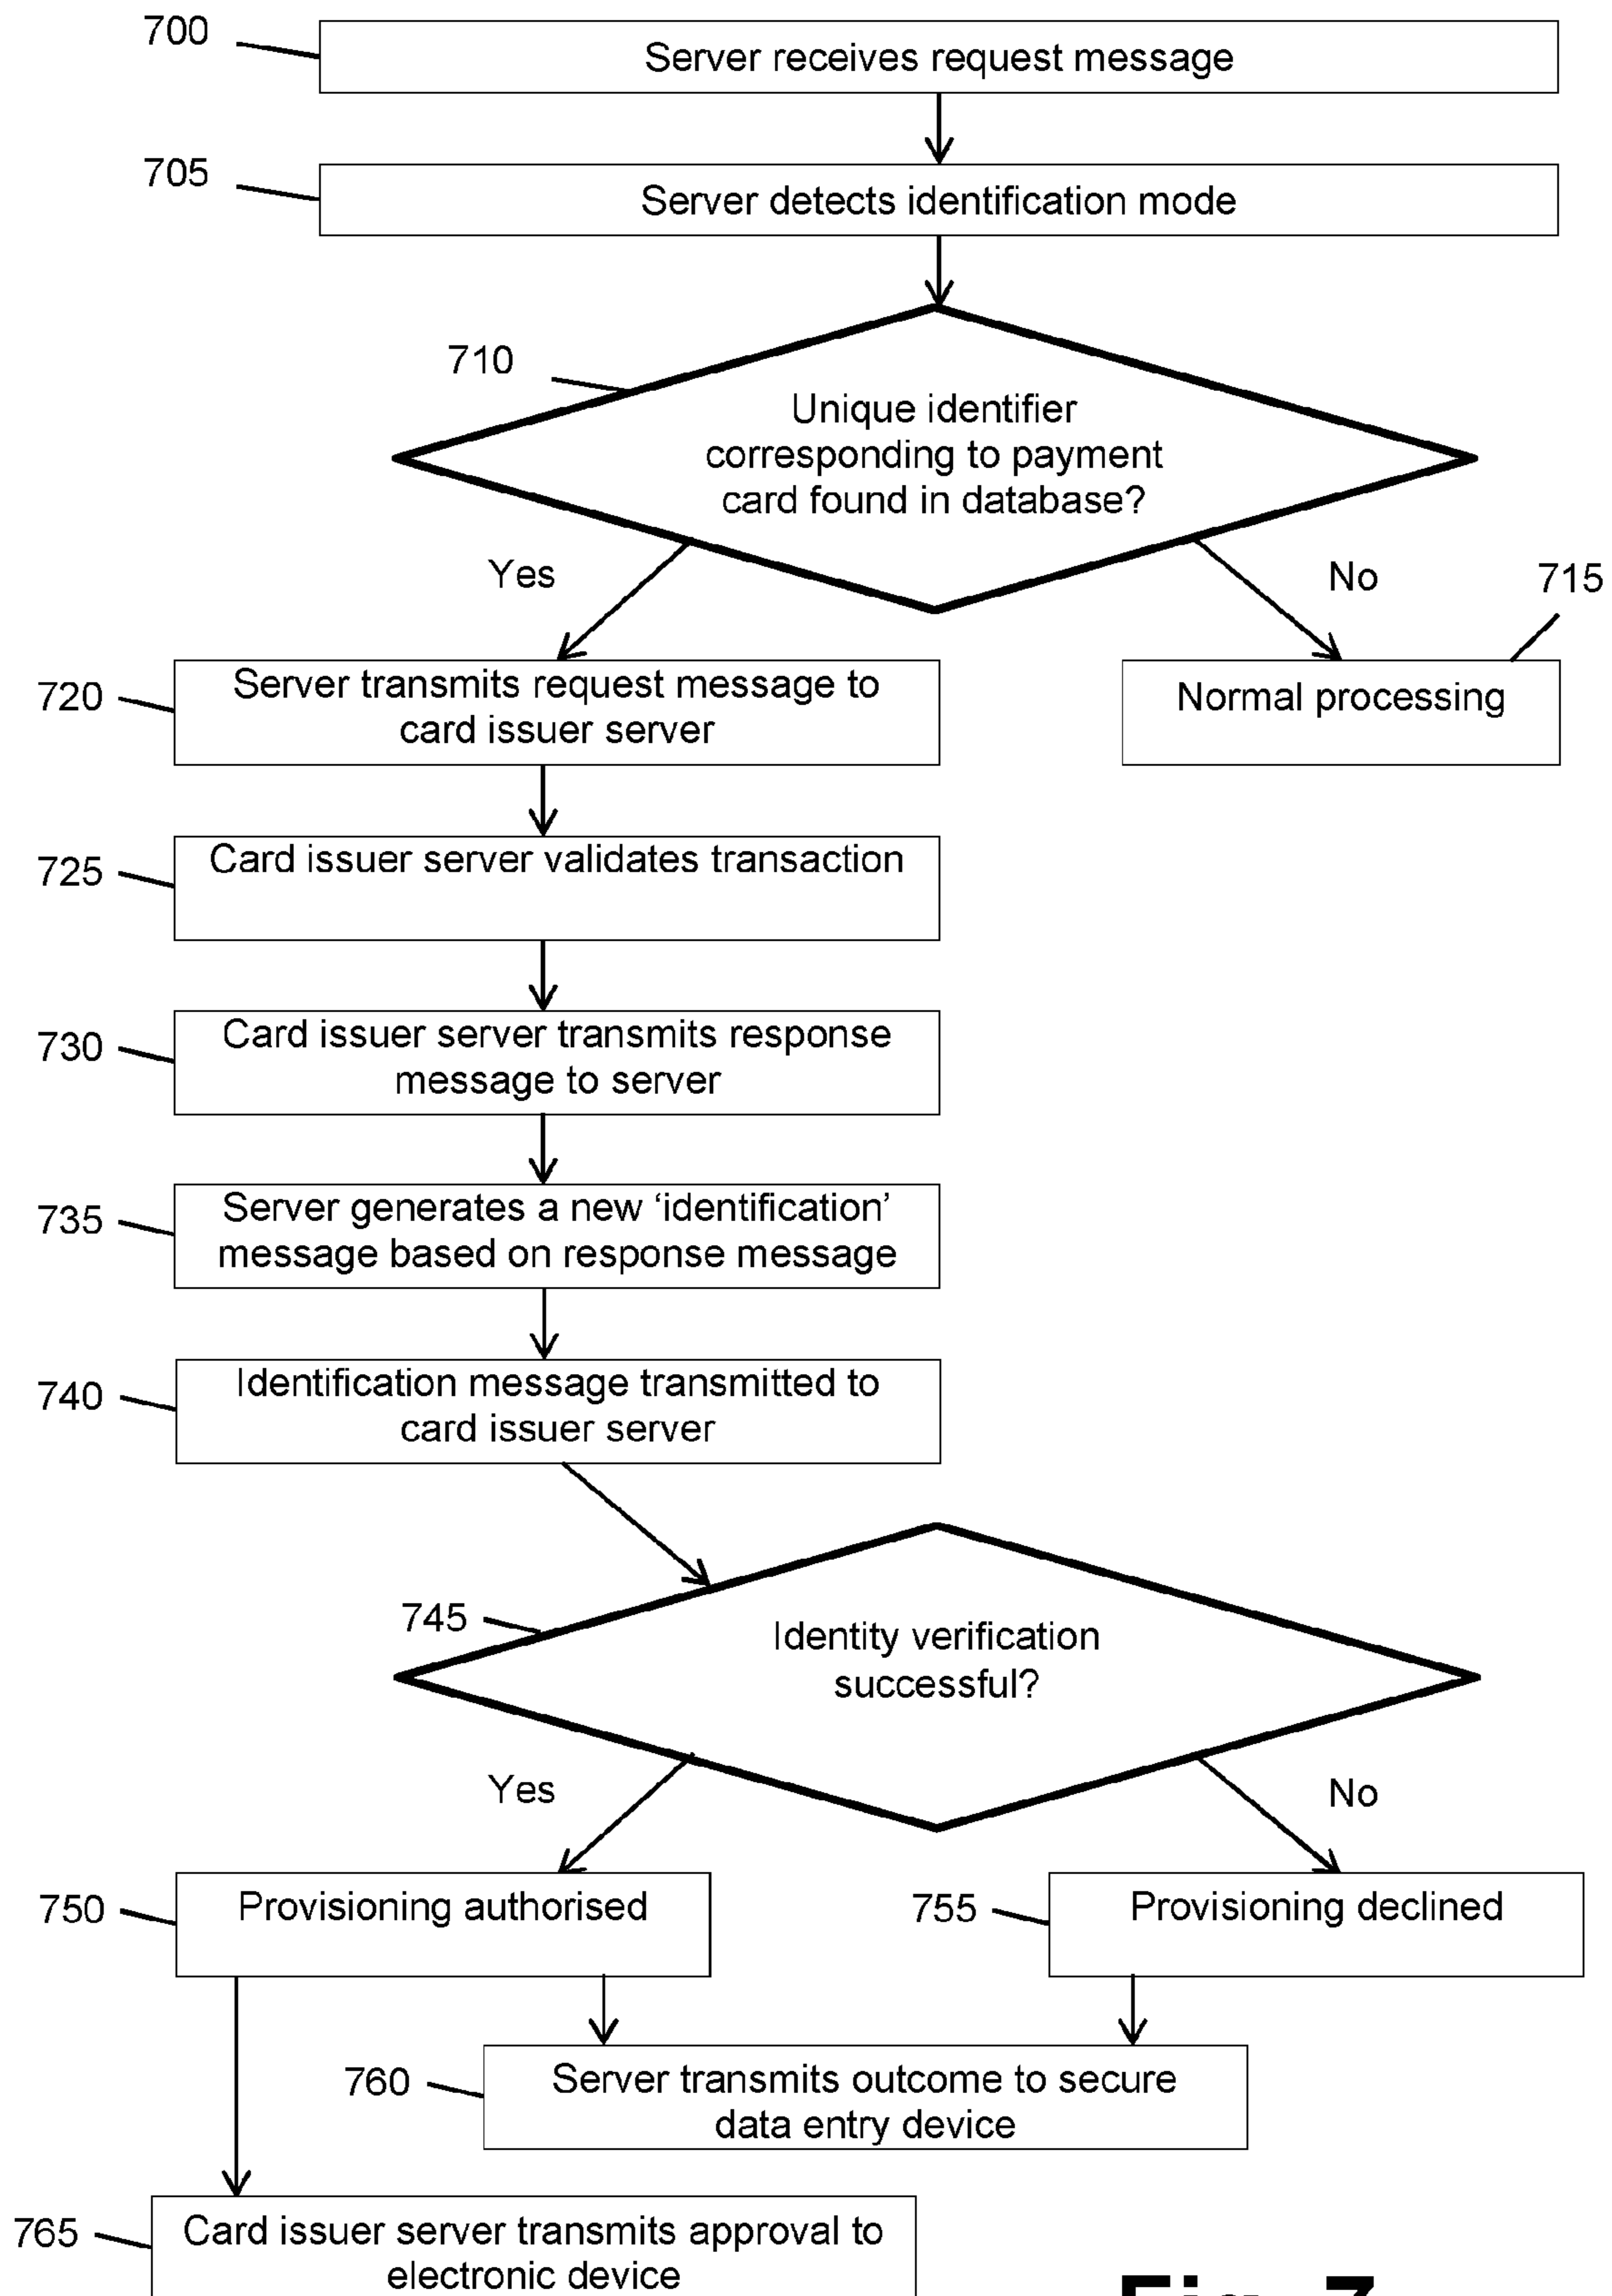 700
Server receives request message
705
Server detects identification mode
710
Unique identifier
corresponding to payment
card found in database?
Yes
No
715
720
Server transmits request message to
card issuer server
Normal processing
725
Card issuer server validates transaction
730
Card issuer server transmits response
message to server
735
Server generates a new ‘identification’
message based on response message
740
Identification message transmitted to
card issuer server
745
Identity verification
successful?
Yes
No
750
Provisioning authorised
755
Provisioning declined
760
Server transmits outcome to secure
data entry device
765
Card issuer server transmits approval to
electronic device
Fig. 7